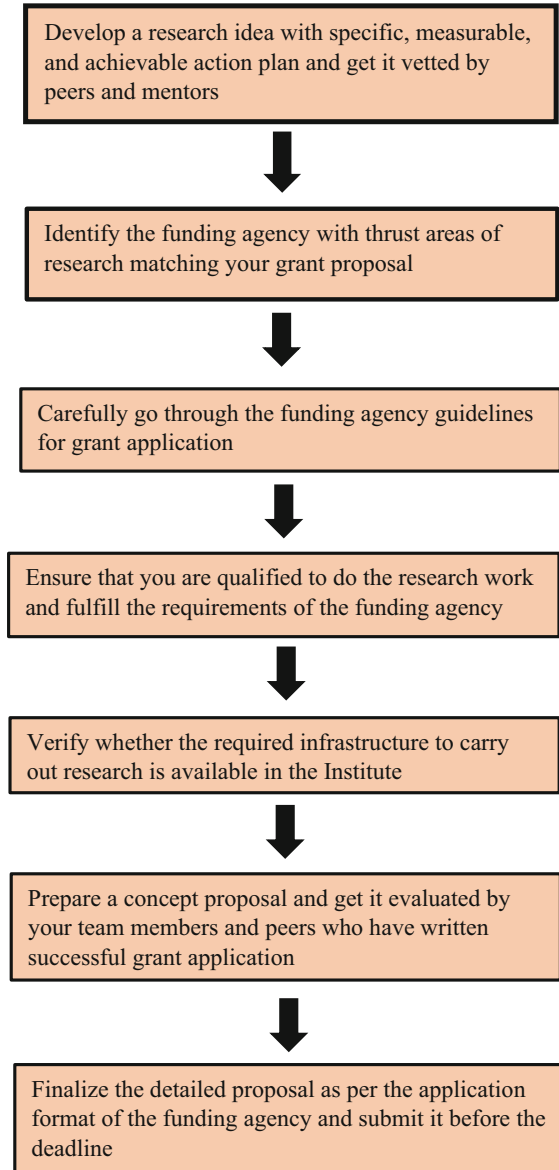 Develop a research idea with specific, measurable,
and achievable action plan and get it vetted by
peers and mentors
Identify the funding agency with thrust areas of
research matching your grant proposal
Carefully go through the funding agency guidelines
for grant application
Ensure that you are qualified to do the research work
and fulfill the requirements of the funding agency
Verify whether the required infrastructure to carry
out research is available in the Institute
Prepare a concept proposal and get it evaluated by
your team members and peers who have written
successful grant application
Finalize the detailed proposal as per the application
format of the funding agency and submit it before the
deadline